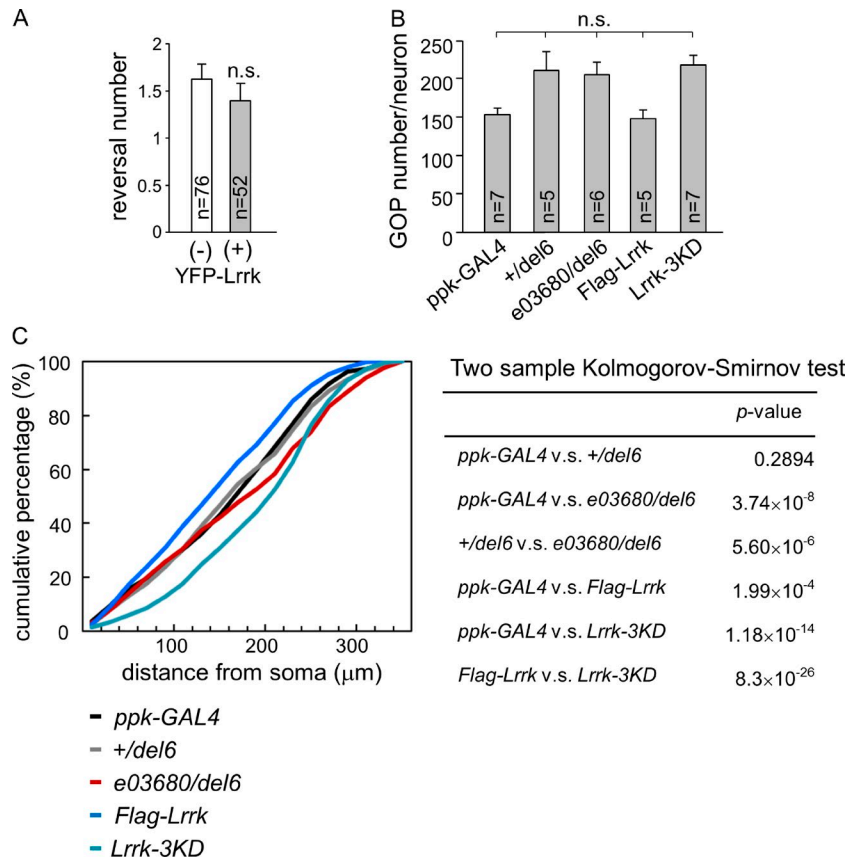 A
reversal number
2
1.5
1
0.5
0
n.s.
n=76
n=52
(-) (+)
YFP-Lrrk
B
n.s.
GOP number/neuron
250
200
150
100
50
0
n=7
n=5
n=6
n=5
n=7
ppk-GAL4
+/del6
e03680/del6
Flag-Lrrk
Lrrk-3KD
C
cumulative percentage (%)
100
80
60
40
20
0
100 200 300
distance from soma (μm)
ppk-GAL4
+/del6
e03680/del6
Flag-Lrrk
Lrrk-3KD
Two sample Kolmogorov-Smirnov test
p-value
ppk-GAL4 v.s. +/del6 0.2894
ppk-GAL4 v.s. e03680/del6 3.74×10⁻⁸
+/del6 v.s. e03680/del6 5.60×10⁻⁶
ppk-GAL4 v.s. Flag-Lrrk 1.99×10⁻⁴
ppk-GAL4 v.s. Lrrk-3KD 1.18×10⁻¹⁴
Flag-Lrrk v.s. Lrrk-3KD 8.3×10⁻²⁶